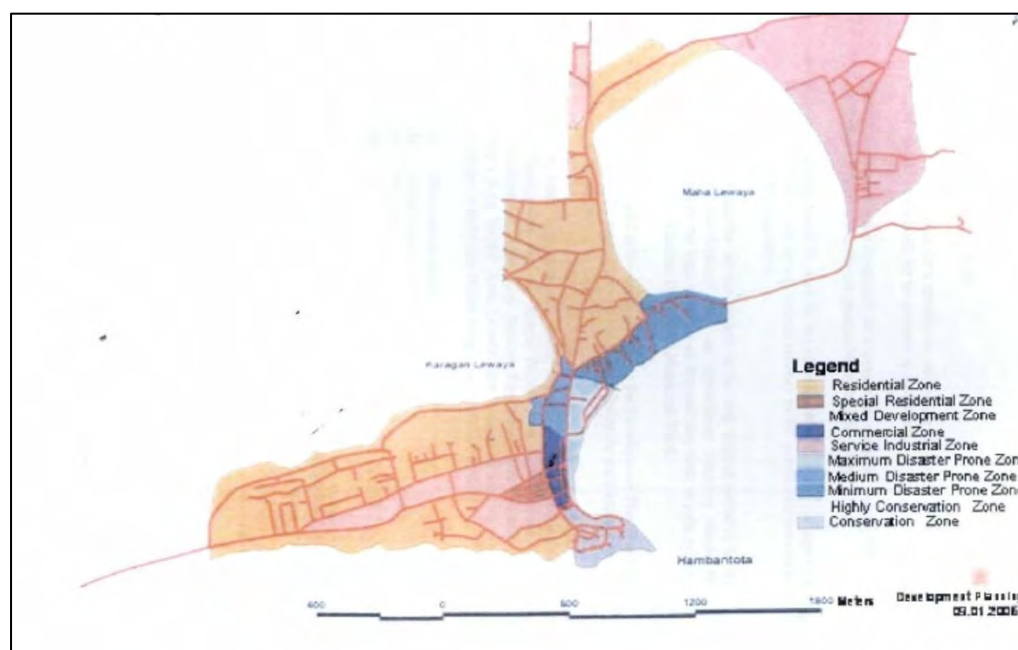 Maha Lewaya
Karagan Lewaya
Legend
Residential Zone
Special Residential Zone
Mixed Development Zone
Commercial Zone
Service Industrial Zone
Maximum Disaster Prone Zon
Medium Disaster Prone Zone
Minimum Disaster Prone Zone
Highly Conservation Zone
Conservation Zone
Hambantota
600 0 600 1200 1800 Meters
Development Planning
09.01.2006